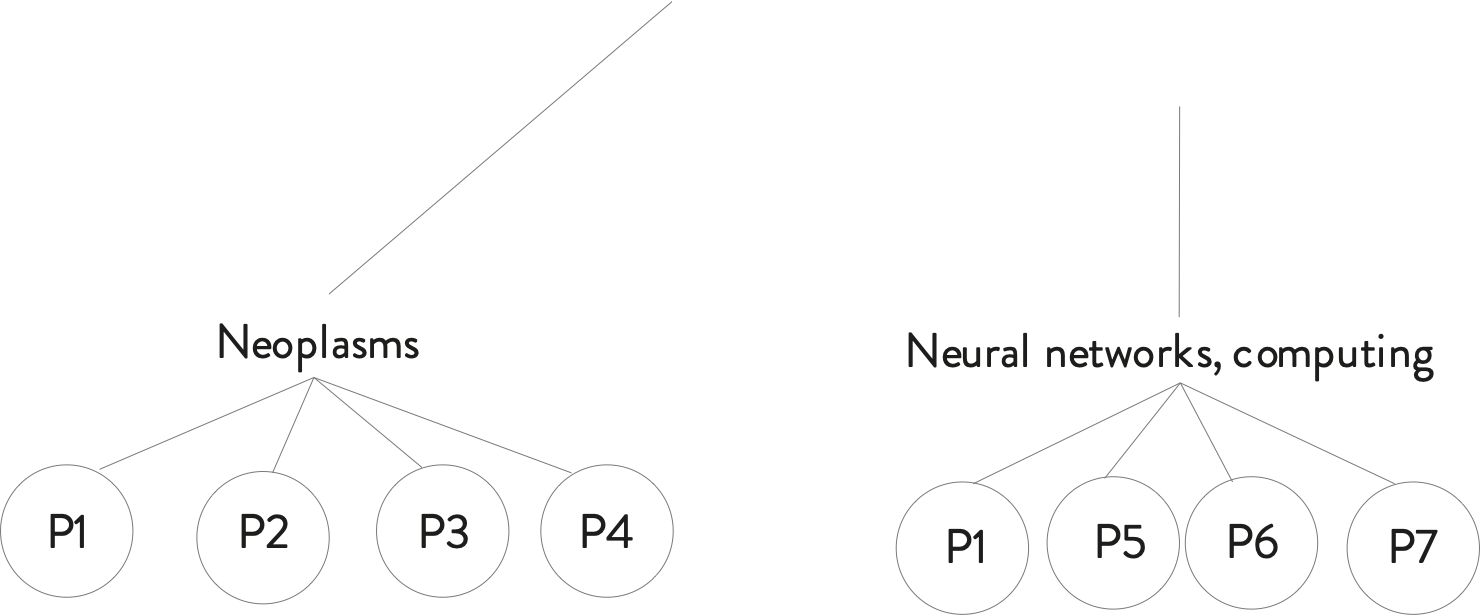 Neoplasms
Neural networks, computing
P1 P2 P3 P4
P1 P5 P6 P7